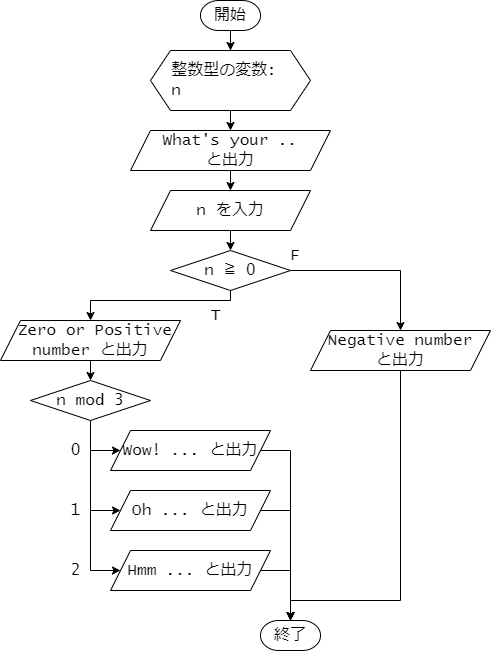 開始
整数型の変数:
n
What's your ..
と出力
n を入力
n ≧ 0
F
T
Zero or Positive
number と出力
Negative number
と出力
n mod 3
0
Wow! ... と出力
1
Oh ... と出力
2
Hmm ... と出力
終了